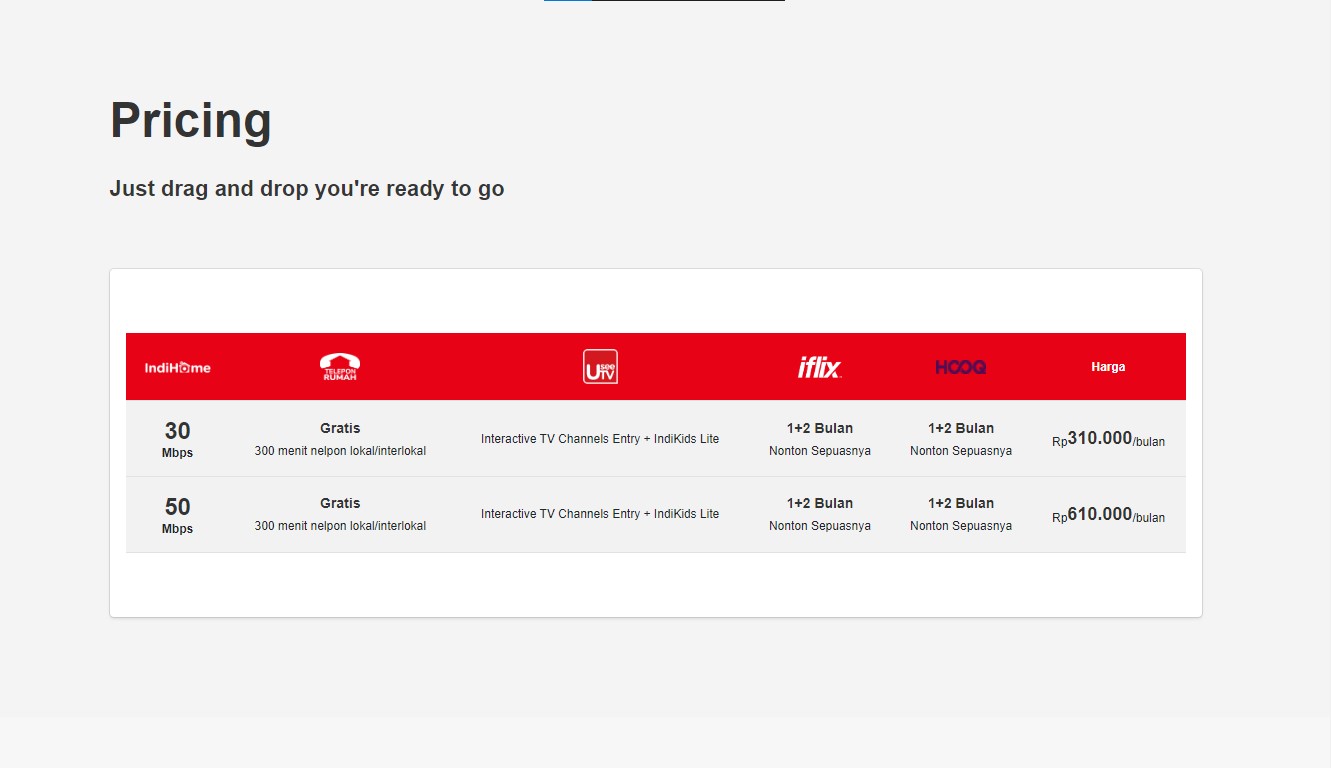 Pricing
Just drag and drop you're ready to go
IndiHome
TELEPON
RUMAH
Usee
TV
iflix
HOOQ
Harga
30
Mbps
Gratis
300 menit nelpon lokal/interlokal
Interactive TV Channels Entry + IndiKids Lite
1+2 Bulan
Nonton Sepuasnya
1+2 Bulan
Nonton Sepuasnya
Rp310.000/bulan
50
Mbps
Gratis
300 menit nelpon lokal/interlokal
Interactive TV Channels Entry + IndiKids Lite
1+2 Bulan
Nonton Sepuasnya
1+2 Bulan
Nonton Sepuasnya
Rp610.000/bulan